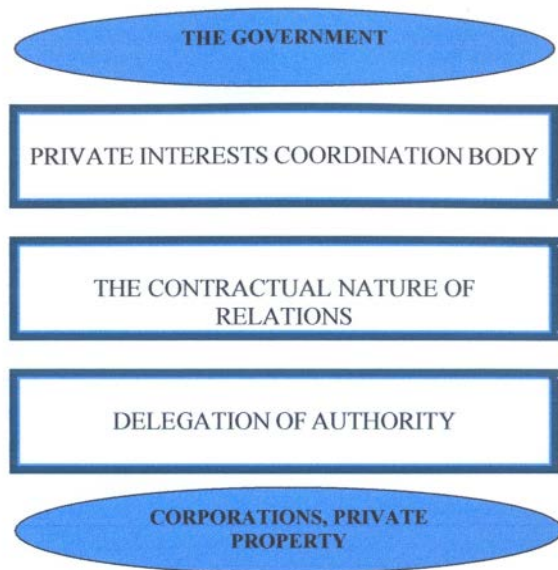 THE GOVERNMENT
PRIVATE INTERESTS COORDINATION BODY
THE CONTRACTUAL NATURE OF
RELATIONS
DELEGATION OF AUTHORITY
CORPORATIONS, PRIVATE
PROPERTY